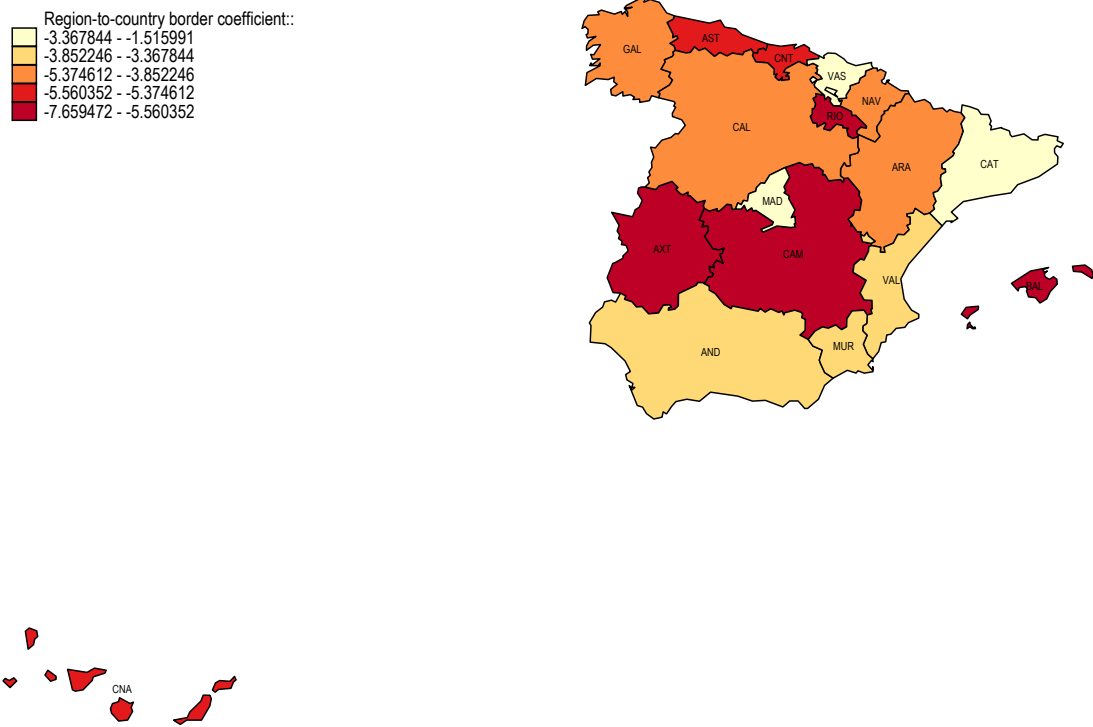 Region-to-country border coefficient::
-3.367844 - -1.515991
-3.852246 - -3.367844
-5.374612 - -3.852246
-5.560352 - -5.374612
-7.659472 - -5.560352
GAL
AST
CNT
VAS
NAV
RIO
CAL
ARA
CAT
MAD
AXT
CAM
VAL
BAL
AND
MUR
CNA